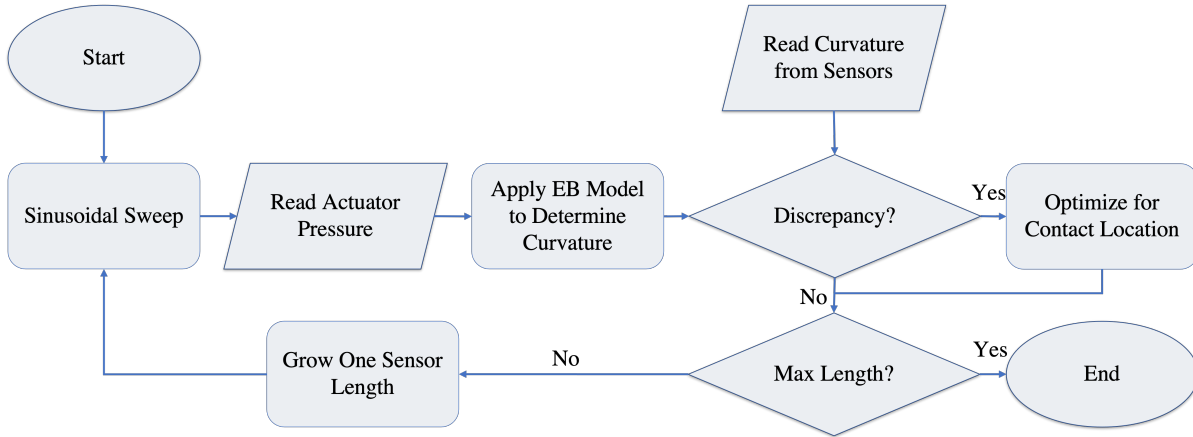 Start
Read Curvature
from Sensors
Sinusoidal Sweep
Read Actuator
Pressure
Apply EB Model
to Determine
Curvature
Discrepancy?
Yes
Optimize for
Contact Location
No
Grow One Sensor
Length
No
Max Length?
Yes
End